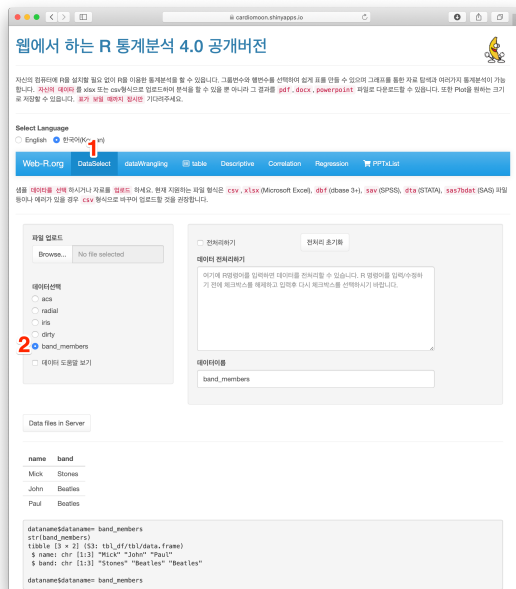 cardiomoon.shinyapps.io
웹에서 하는 R 통계분석 4.0 공개버전
자신의 컴퓨터에 R을 설치할 필요 없이 R을 이용한 통계분석을 할 수 있읍니다. 그룹변수와 행변수를 선택하여 쉽게 표를 만들 수 있으며 그래프를 통한 자료 탐색과 여러가지 통계분석이 가능
합니다. 자신의 데이타 를 xlsx 또는 csv형식으로 업로드하여 분석을 할 수 있을 뿐 아니라 그 결과를 pdf, docx, powerpoint 파일로 다운로드할 수 있읍니다. 또한 Plot을 원하는 크기
로 저장할 수 있읍니다. 표가 보일 때까지 잠시만 기다려주세요.
Select Language
English 한국어(K
1
Web-R.org DataSelect dataWrangling table Descriptive Correlation Regression PPTxList
샘플 데이타를 선택 하시거나 자료를 업로드 하세요. 현재 지원하는 파일 형식은 csv, xlsx (Microsoft Excel), dbf (dbase 3+), sav (SPSS), dta (STATA), sas7bdat (SAS) 파일
등이나 에러가 있을 경우 csv 형식으로 바꾸어 업로드할 것을 권장합니다.
파일 업로드
Browse... No file selected
데이터선택
acs
radial
iris
dirty
2
band_members
데이터 도움말 보기
전처리하기 전처리 초기화
데이터 전처리하기
여기에 R명령어를 입력하면 데이타를 전처리할 수 있습니다. R 명령어를 입력/수정하
기 전에 체크박스를 해제하고 입력후 다시 체크박스를 선택하시기 바랍니다.
데이타이름
band_members
Data files in Server
name band
Mick Stones
John Beatles
Paul Beatles
dataname$dataname= band_members
str(band_members)
tibble [3 × 2] (S3: tbl_df/tbl/data.frame)
$ name: chr [1:3] "Mick" "John" "Paul"
$ band: chr [1:3] "Stones" "Beatles" "Beatles"
dataname$dataname= band_members